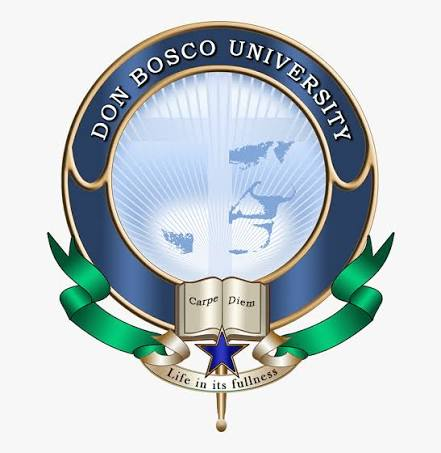 DON BOSCO UNIVERSITY
Carpe Diem
Life in its fullness